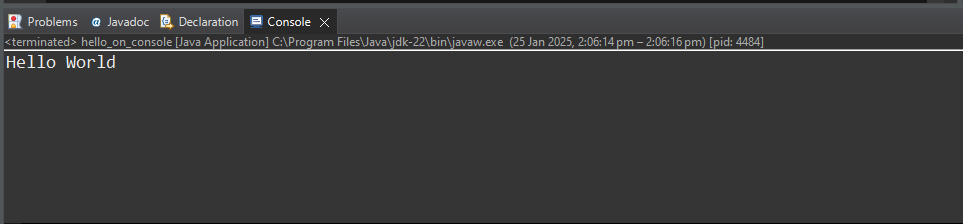 Problems Javadoc Declaration Console
<terminated> hello_on_console [Java Application] C:\Program Files\Java\jdk-22\bin\javaw.exe (25 Jan 2025, 2:06:14 pm – 2:06:16 pm) [pid: 4484]
Hello World